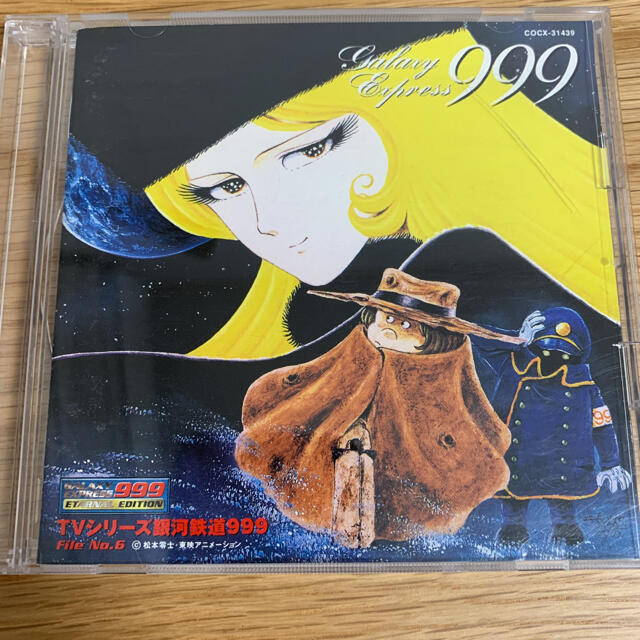 COCX-31439
Galaxy
Express 999
GALAXY
EXPRESS 999
ETERNAL EDITION
TVシリーズ銀河鉄道999
File No.6 © 松本零士・東映アニメーション
99